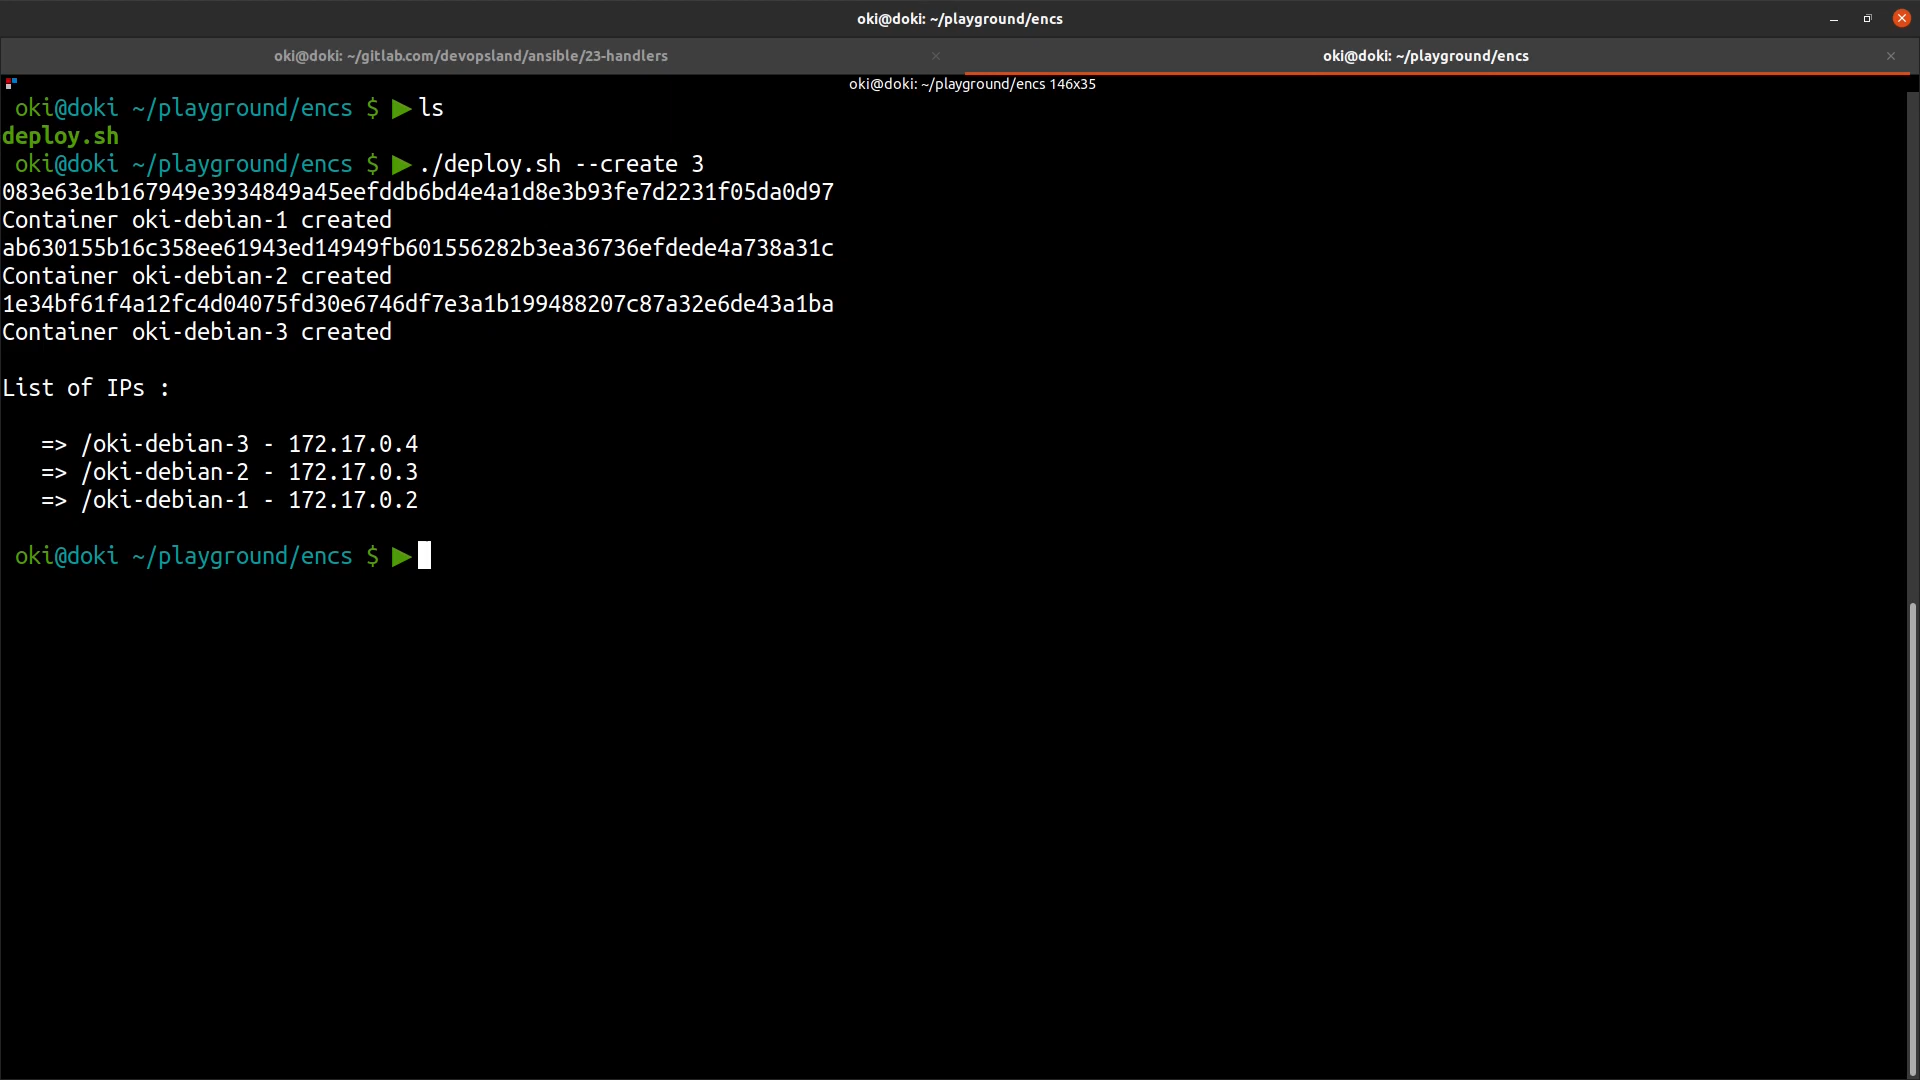 oki@doki: ~/playground/encs
oki@doki: ~/gitlab.com/devopsland/ansible/23-handlers
oki@doki: ~/playground/encs
oki@doki: ~/playground/encs 146x35
oki@doki ~/playground/encs $ ▶ ls
deploy.sh
oki@doki ~/playground/encs $ ▶ ./deploy.sh --create 3
083e63e1b167949e3934849a45eefddb6bd4e4a1d8e3b93fe7d2231f05da0d97
Container oki-debian-1 created
ab630155b16c358ee61943ed14949fb601556282b3ea36736efdede4a738a31c
Container oki-debian-2 created
1e34bf61f4a12fc4d04075fd30e6746df7e3a1b199488207c87a32e6de43a1ba
Container oki-debian-3 created
List of IPs :
=> /oki-debian-3 - 172.17.0.4
=> /oki-debian-2 - 172.17.0.3
=> /oki-debian-1 - 172.17.0.2
oki@doki ~/playground/encs $ ▶